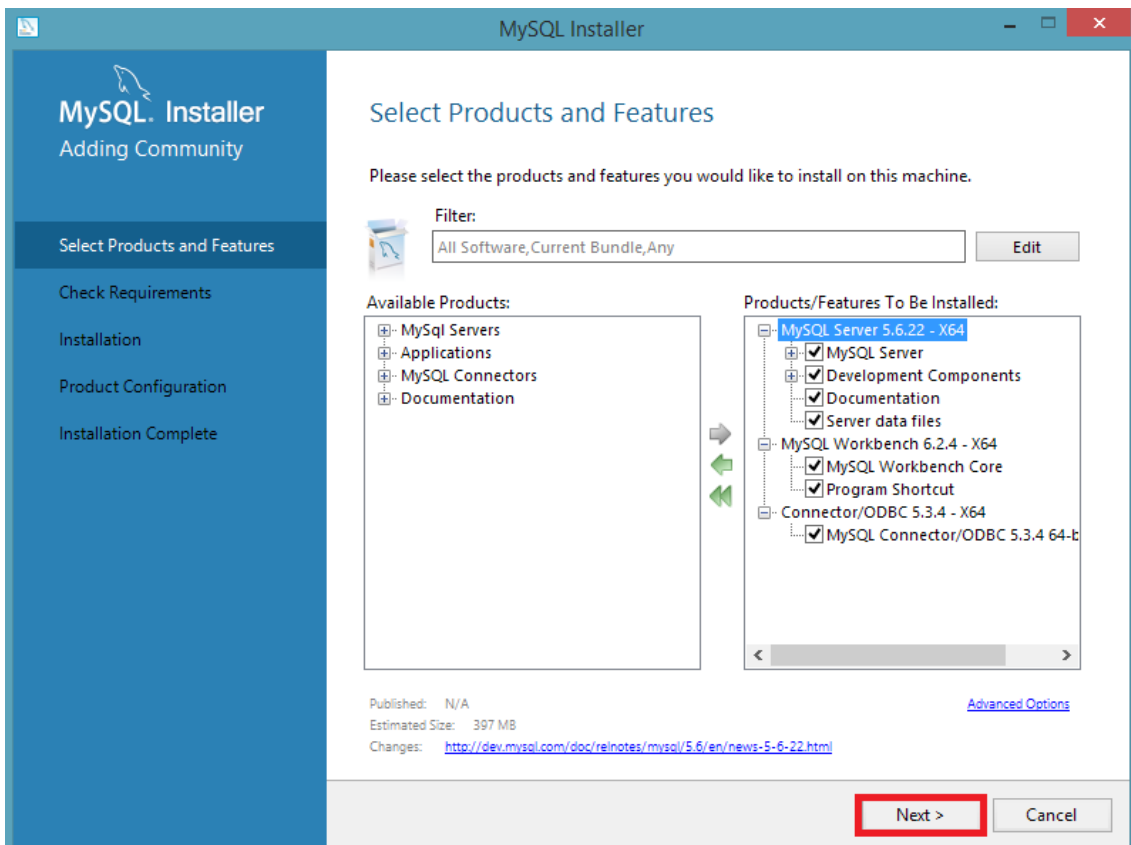 MySQL Installer
MySQL. Installer
Adding Community
Select Products and Features
Check Requirements
Installation
Product Configuration
Installation Complete
Select Products and Features
Please select the products and features you would like to install on this machine.
Filter:
All Software,Current Bundle,Any
Edit
Available Products:
MySql Servers
Applications
MySQL Connectors
Documentation
Products/Features To Be Installed:
MySQL Server 5.6.22 - X64
MySQL Server
Development Components
Documentation
Server data files
MySQL Workbench 6.2.4 - X64
MySQL Workbench Core
Program Shortcut
Connector/ODBC 5.3.4 - X64
MySQL Connector/ODBC 5.3.4 64-b
Published: N/A
Advanced Options
Estimated Size: 397 MB
Changes: http://dev.mysql.com/doc/relnotes/mysql/5.6/en/news-5-6-22.html
Next >
Cancel